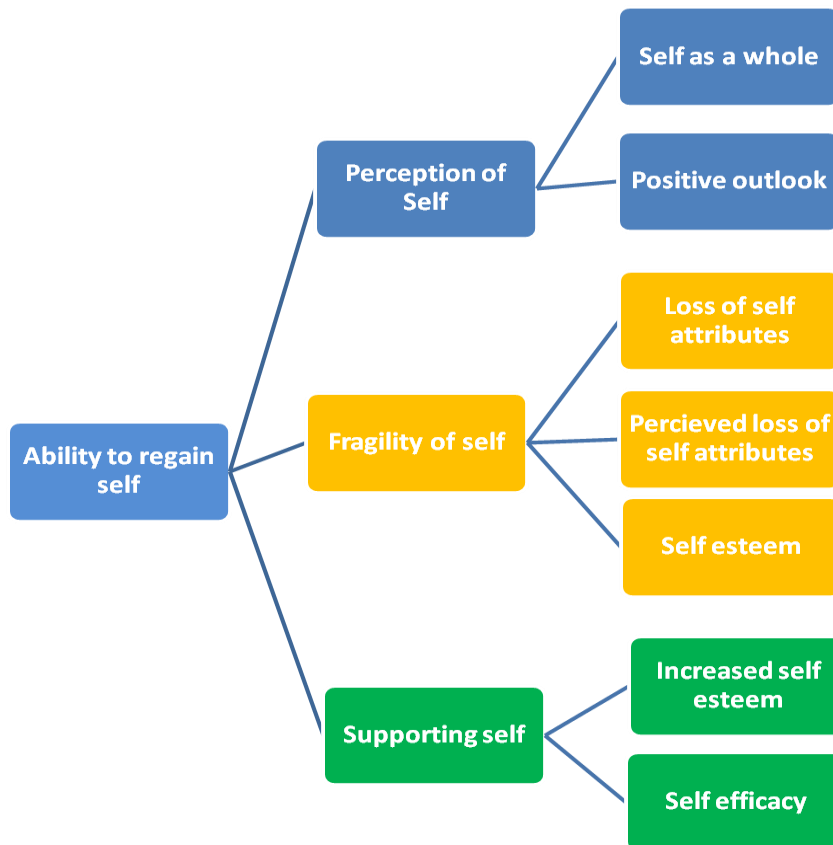 Self as a whole
Positive outlook
Perception of
Self
Loss of self
attributes
Percieved loss of
self attributes
Self esteem
Fragility of self
Ability to regain
self
Increased self
esteem
Self efficacy
Supporting self